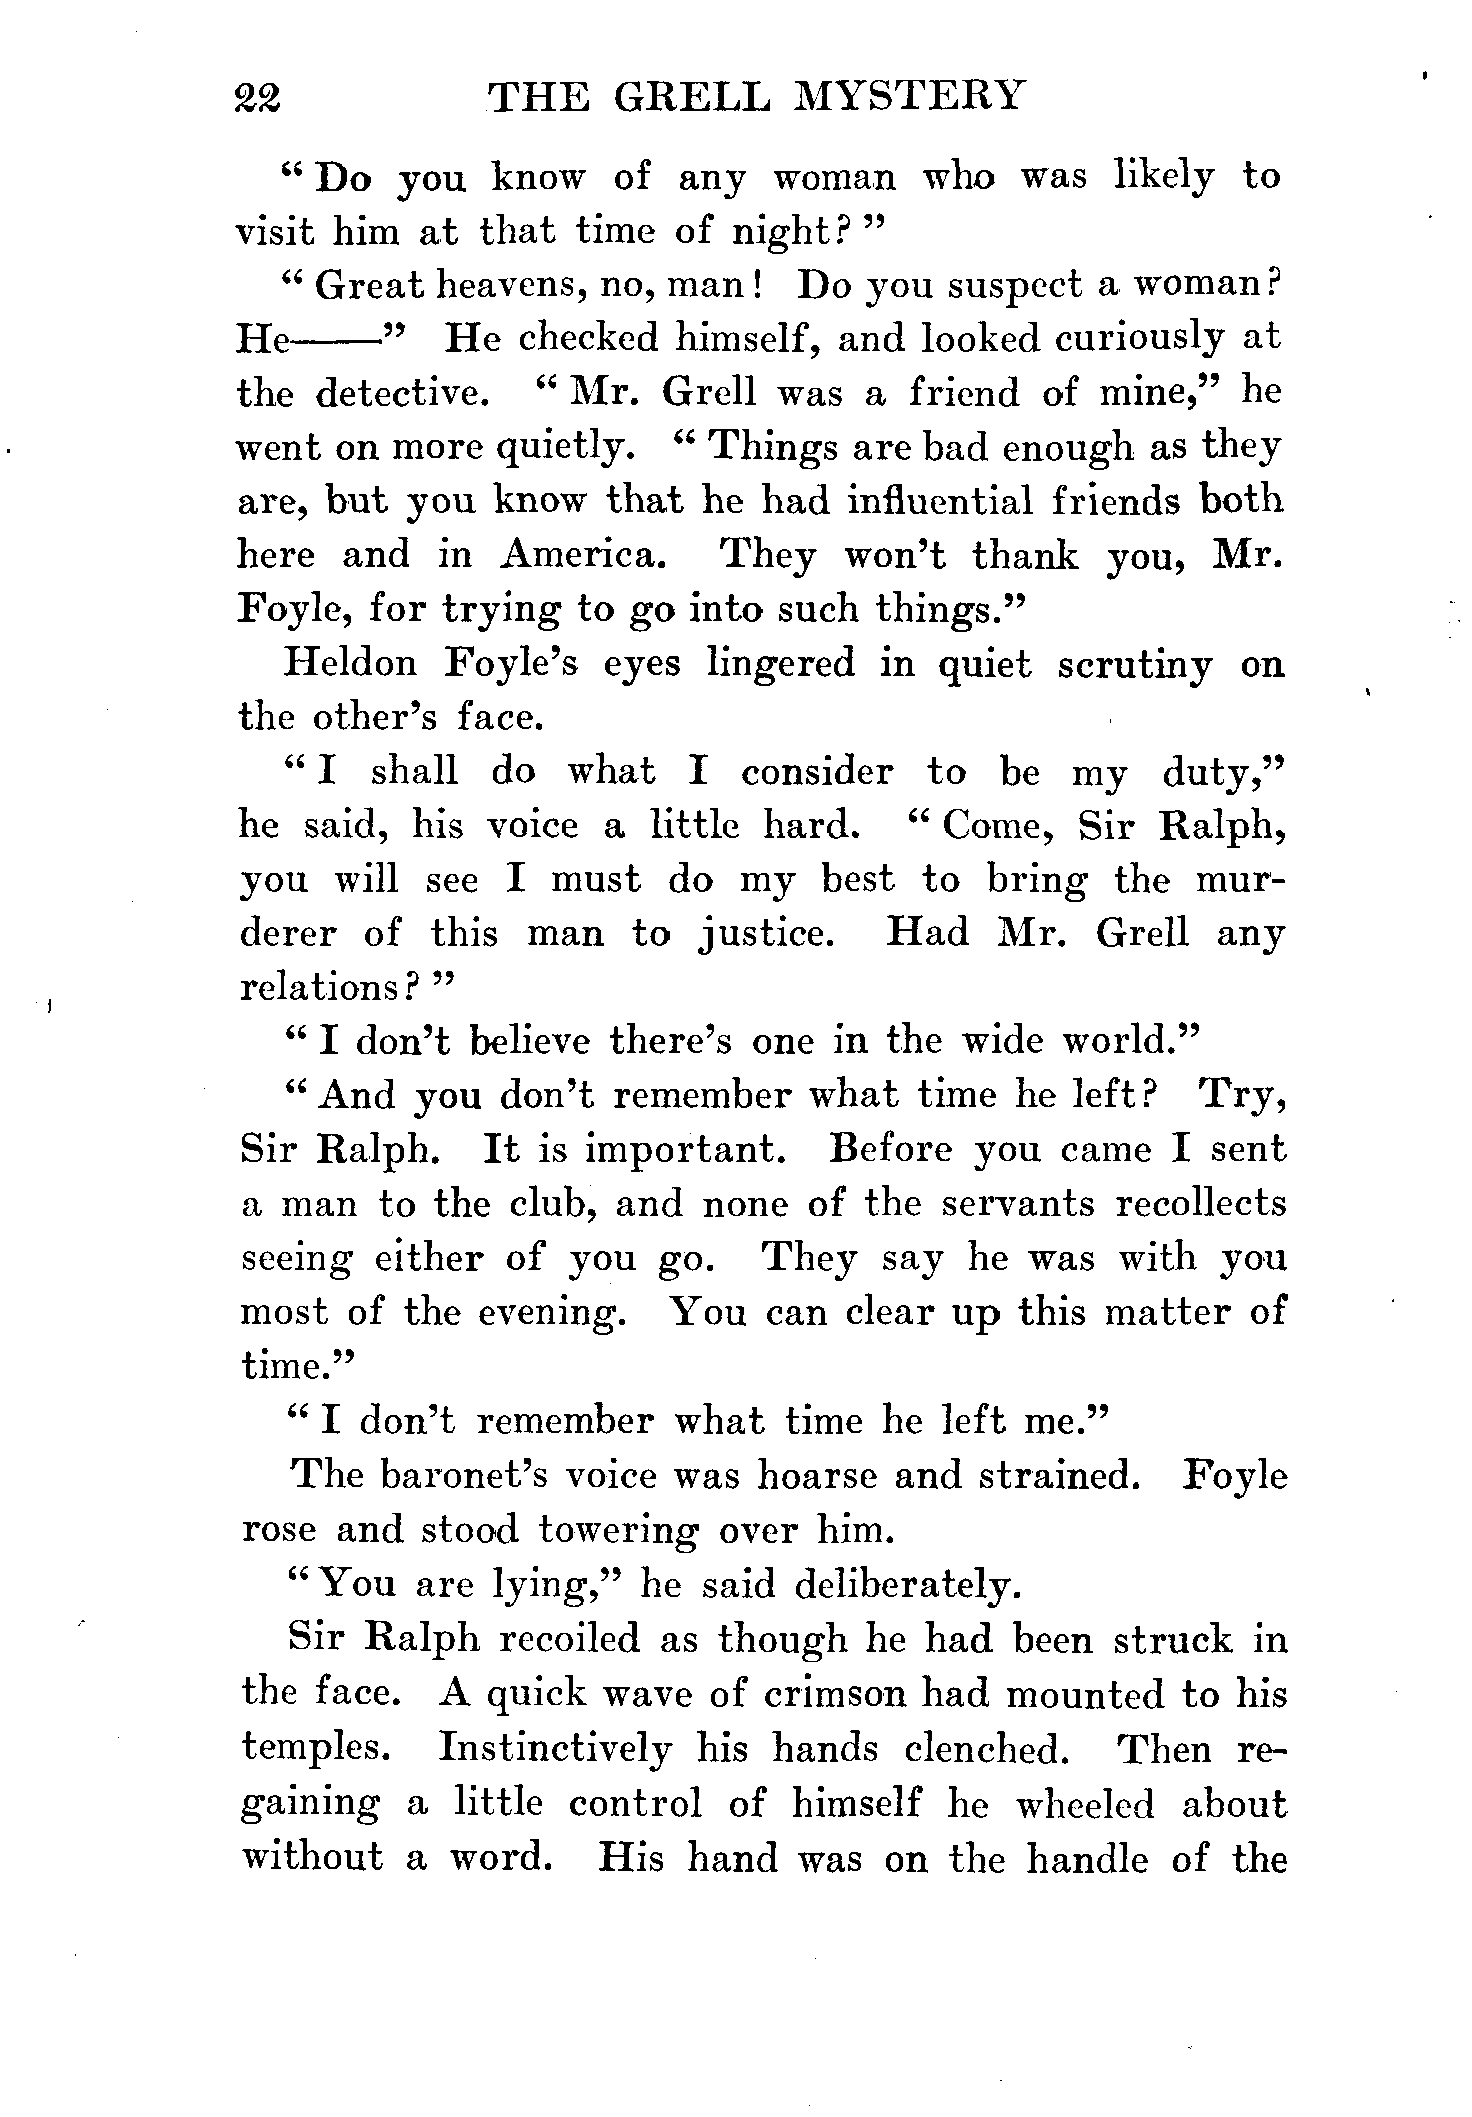 22 THE GRELL MYSTERY
“ Do you know of any woman who was likely to
visit him at that time of night? ”
“ Great heavens, no, man! Do you suspect a woman?
He——” He checked himself, and looked curiously at
the detective. “ Mr. Grell was a friend of mine,” he
went on more quietly. “ Things are bad enough as they
are, but you know that he had influential friends both
here and in America. They won’t thank you, Mr.
Foyle, for trying to go into such things.”
Heldon Foyle’s eyes lingered in quiet scrutiny on
the other’s face.
“ I shall do what I consider to be my duty,”
he said, his voice a little hard. “ Come, Sir Ralph,
you will see I must do my best to bring the mur-
derer of this man to justice. Had Mr. Grell any
relations? ”
“ I don’t believe there’s one in the wide world.”
“ And you don’t remember what time he left? Try,
Sir Ralph. It is important. Before you came I sent
a man to the club, and none of the servants recollects
seeing either of you go. They say he was with you
most of the evening. You can clear up this matter of
time.”
“ I don’t remember what time he left me.”
The baronet’s voice was hoarse and strained. Foyle
rose and stood towering over him.
“ You are lying,” he said deliberately.
Sir Ralph recoiled as though he had been struck in
the face. A quick wave of crimson had mounted to his
temples. Instinctively his hands clenched. Then re-
gaining a little control of himself he wheeled about
without a word. His hand was on the handle of the